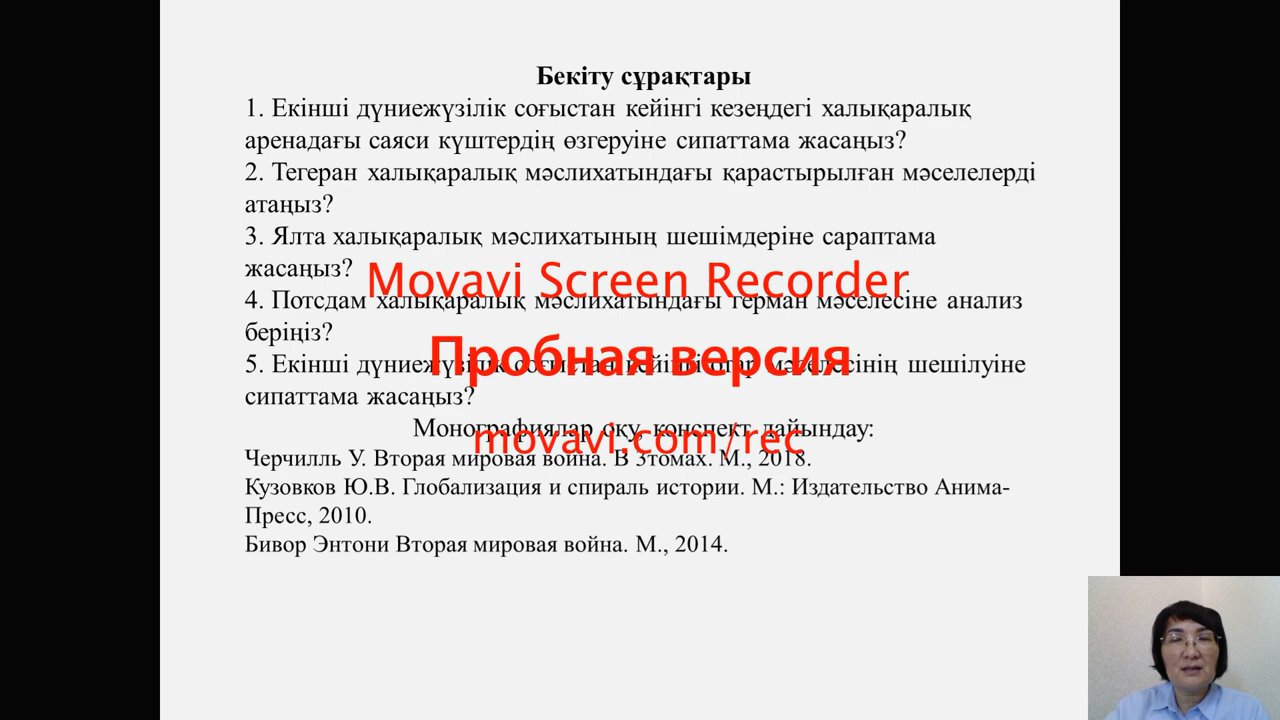 Бекіту сұрақтары
1. Екінші дүниежүзілік соғыстан кейінгі кезеңдегі халықаралық
аренадағы саяси күштердің өзгеруіне сипаттама жасаңыз?
2. Тегеран халықаралық мәслихатындағы қарастырылған мәселелерді
атаңыз?
3. Ялта халықаралық мәслихатының шешімдеріне сараптама
жасаңыз?
Movavi Screen Recorder
4. Потсдам халықаралық мәслихатындағы герман мәселесіне анализ
беріңіз?
Пробная версия
5. Екінші дүниежүзілік соғыстан кейінгі мәселесінің шешілуіне
сипаттама жасаңыз?
Монографиялар оқу, конспект дайындау:
movavi.com/rec
Черчилль У. Вторая мировая война. В 3томах. М., 2018.
Кузовков Ю.В. Глобализация и спираль истории. М.: Издательство Анима-
Пресс, 2010.
Бивор Энтони Вторая мировая война. М., 2014.